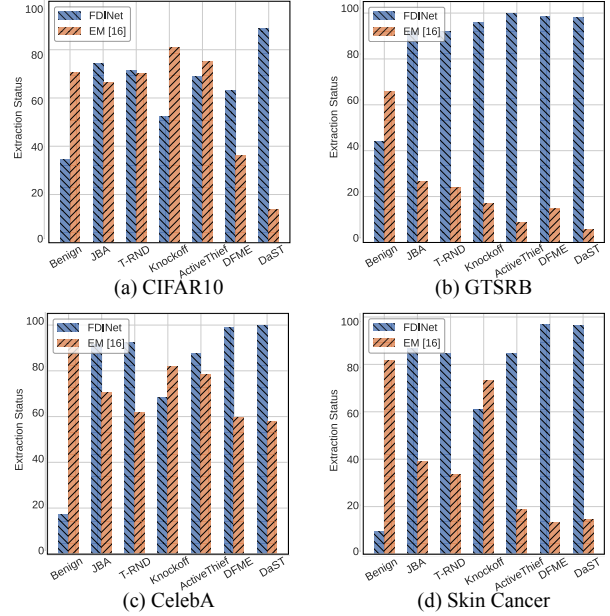 100
80
60
40
20
0
Extraction Status
FDINet
EM [16]
Benign
JBA
T-RND
Knockoff
ActiveThief
DFME
DaST
(a) CIFAR10
100
80
60
40
20
0
Extraction Status
FDINet
EM [16]
Benign
JBA
T-RND
Knockoff
ActiveThief
DFME
DaST
(b) GTSRB
100
80
60
40
20
0
Extraction Status
FDINet
EM [16]
Benign
JBA
T-RND
Knockoff
ActiveThief
DFME
DaST
(c) CelebA
100
80
60
40
20
0
Extraction Status
FDINet
EM [16]
Benign
JBA
T-RND
Knockoff
ActiveThief
DFME
DaST
(d) Skin Cancer